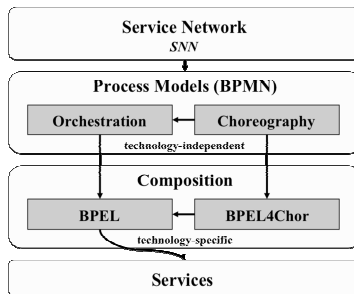 Service Network
SNN
Process Models (BPMN)
Orchestration
Choreography
technology-independent
Composition
BPEL
BPEL4Chor
technology-specific
Services